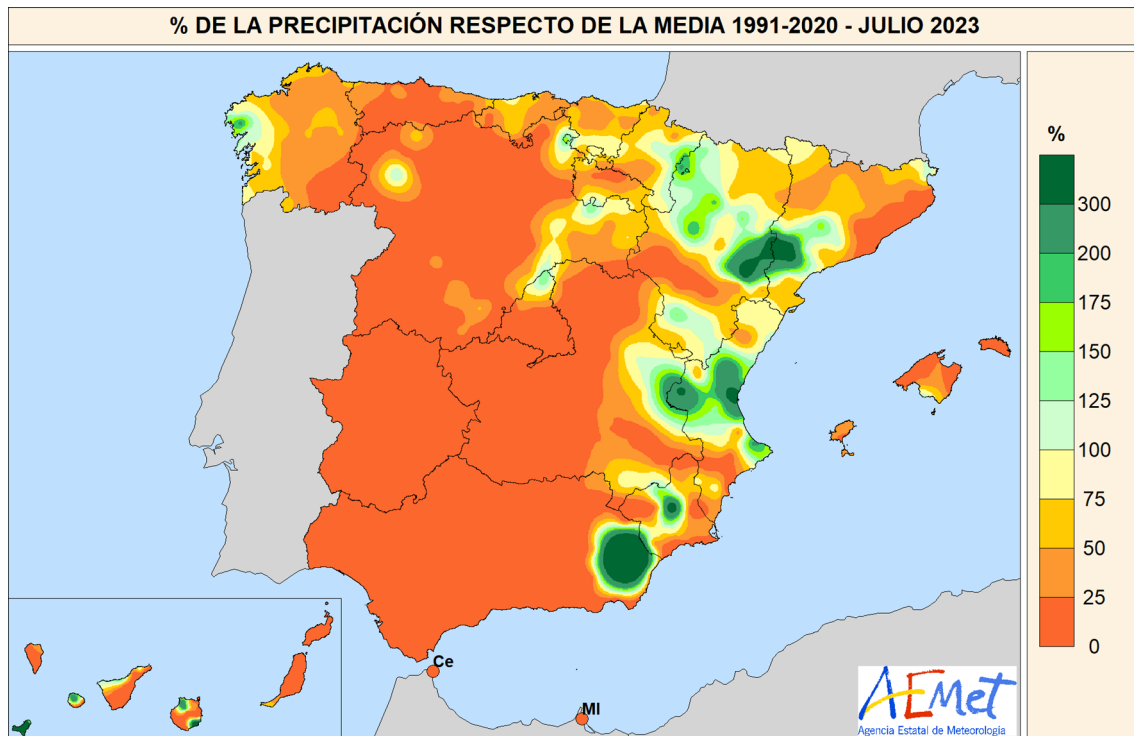 % DE LA PRECIPITACIÓN RESPECTO DE LA MEDIA 1991-2020 - JULIO 2023
%
300
200
175
150
125
100
75
50
25
0
Ce
Ml
AEMet
Agencia Estatal de Meteorología